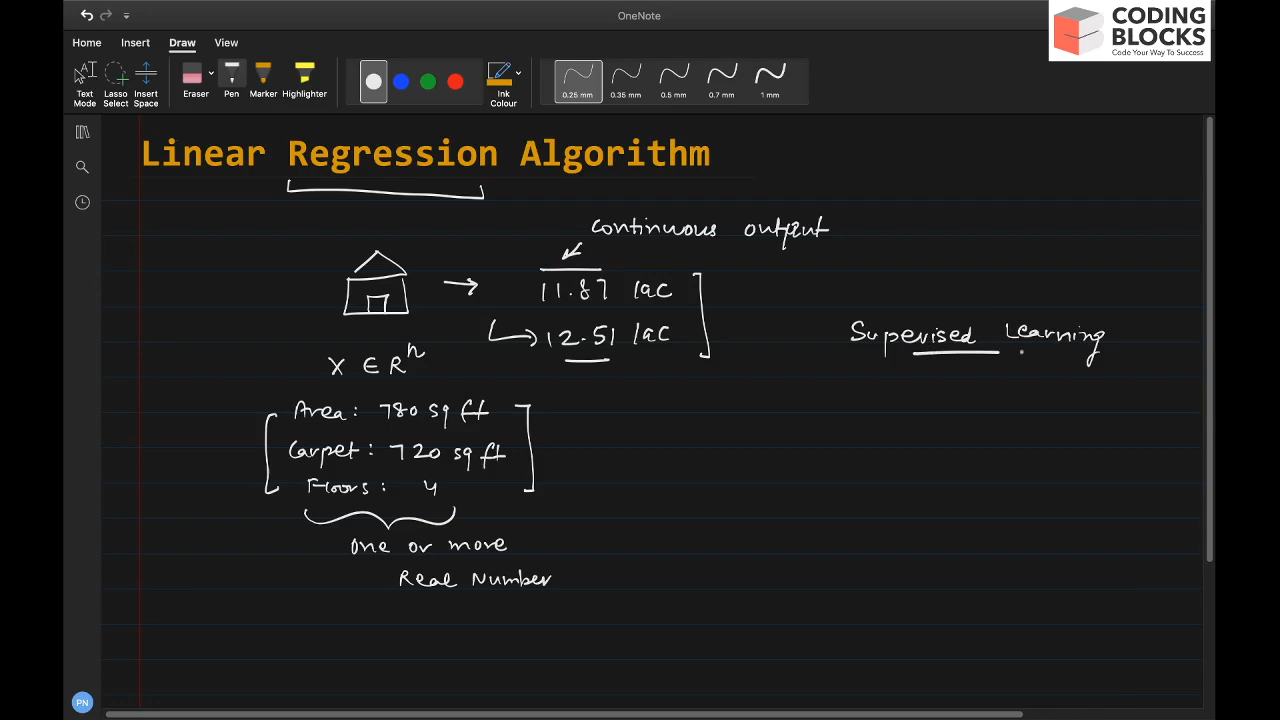 OneNote
CODING
BLOCKS
Code Your Way To Success
Home Insert Draw View
Text Mode
Lasso Select
Insert Space
Eraser
Pen
Marker
Highlighter
Ink Colour
0.25 mm
0.35 mm
0.5 mm
0.7 mm
1 mm
Linear Regression Algorithm
continuous output
11.87 lac
12.51 lac
Supervised Learning
X ∈ Rⁿ
Area: 780 sq ft
Carpet: 720 sq ft
Floors: 4
One or more
Real Number
PN